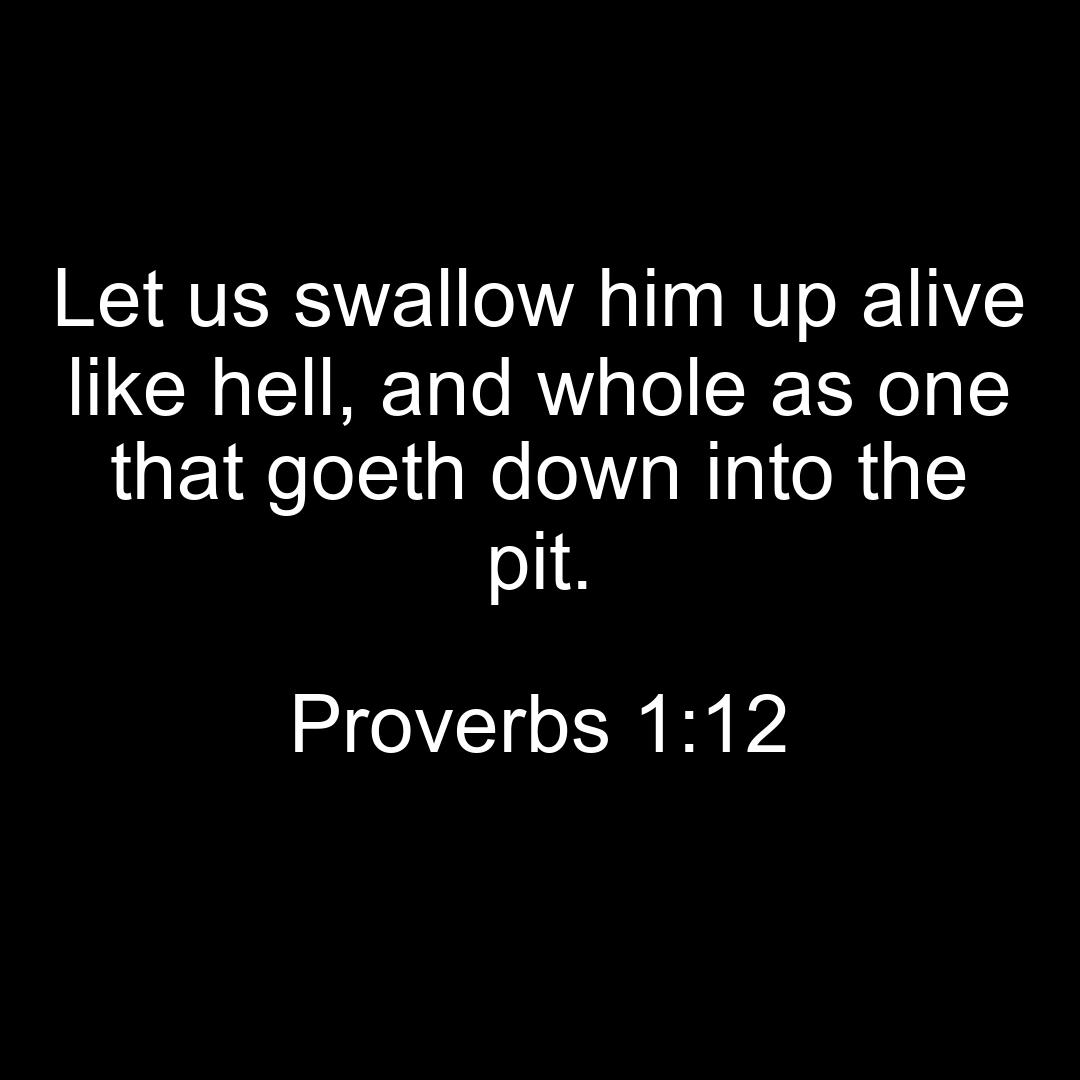 Let us swallow him up alive
like hell, and whole as one
that goeth down into the
pit.
Proverbs 1:12